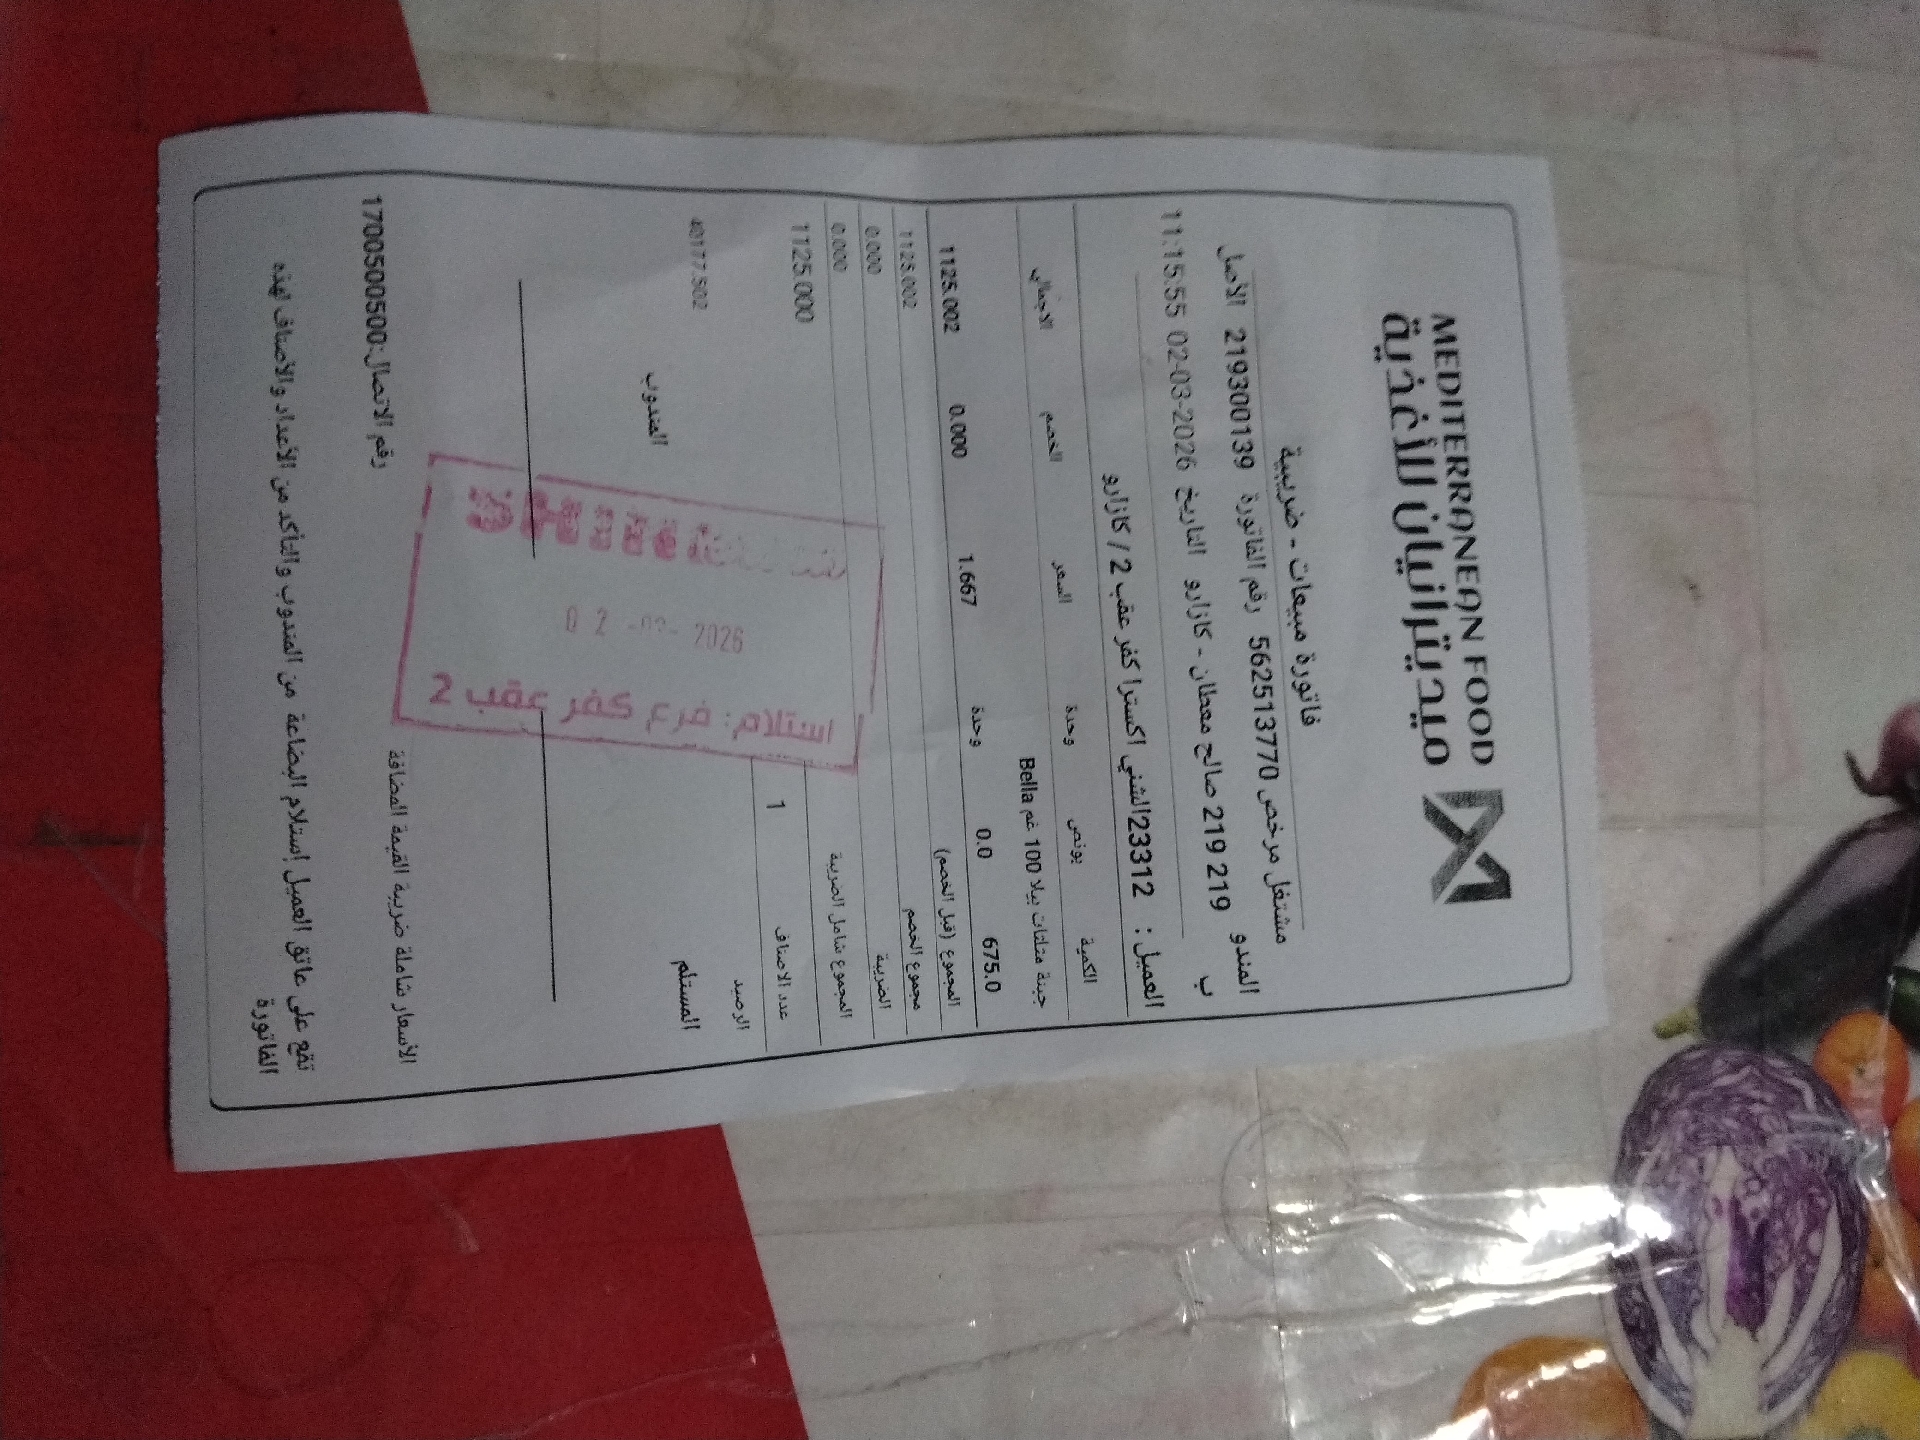 MEDITERRANEAN FOOD
ميديترانيان للأغذية
فاتورة مبيعات - ضريبية
مشتغل مرخص 562513770 رقم الفاتورة 219300139 الأصل
المندوب 219 219 صالح معطان - كازارو التاريخ 02-03-2026 11:15:55
العميل : 23312الشني اكسترا كفر عقب 2 / كازارو
الكمية بونص وحدة السعر الخصم الاجمالي
جبنة مثلثات بيلا 100 غم Bella
675.0 0.0 وحدة 1.667 0.000 1125.002
المجموع (قبل الخصم) 1125.002
مجموع الخصم 0.000
الضريبة 0.000
المجموع شامل الضريبة 1125.000
عدد الاصناف 1
الرصيد 40177.502
المستلم المندوب
02 2026
استلام: فرع كفر عقب 2
الأسعار شاملة ضريبة القيمة المضافة رقم الاتصال:1700500500
تقع على عاتق العميل إستلام البضاعة من المندوب والتأكد من الأعداد والأصناف لهذه
الفاتورة